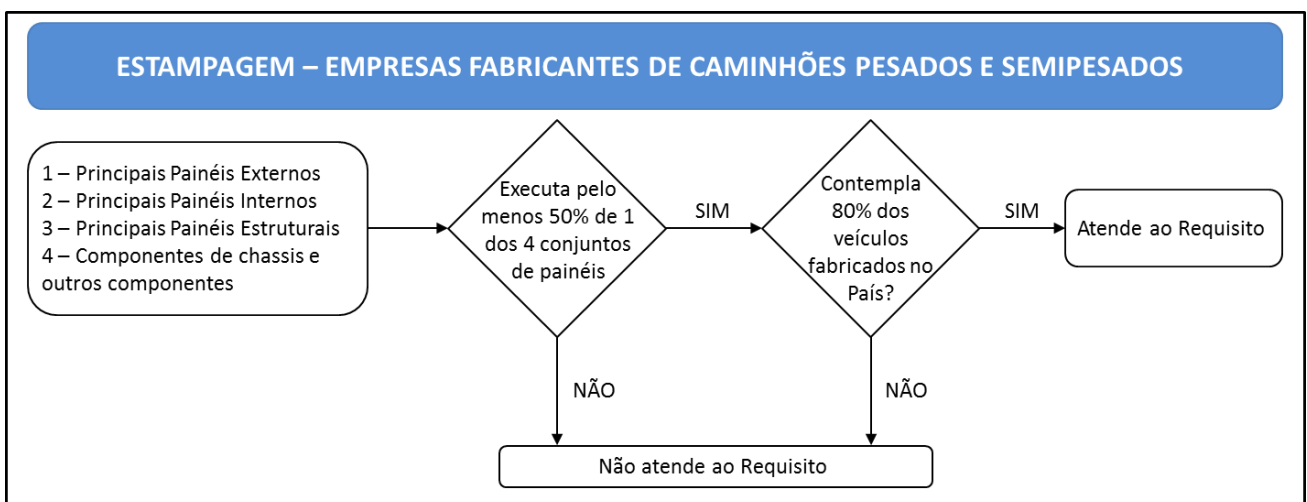 ESTAMPAGEM – EMPRESAS FABRICANTES DE CAMINHÕES PESADOS E SEMIPESADOS
1 – Principais Painéis Externos
2 – Principais Painéis Internos
3 – Principais Painéis Estruturais
4 – Componentes de chassis e
outros componentes
Executa pelo
menos 50% de 1
dos 4 conjuntos
de painéis
SIM
Contempla
80% dos
veículos
fabricados no
País?
SIM
Atende ao Requisito
NÃO
NÃO
Não atende ao Requisito